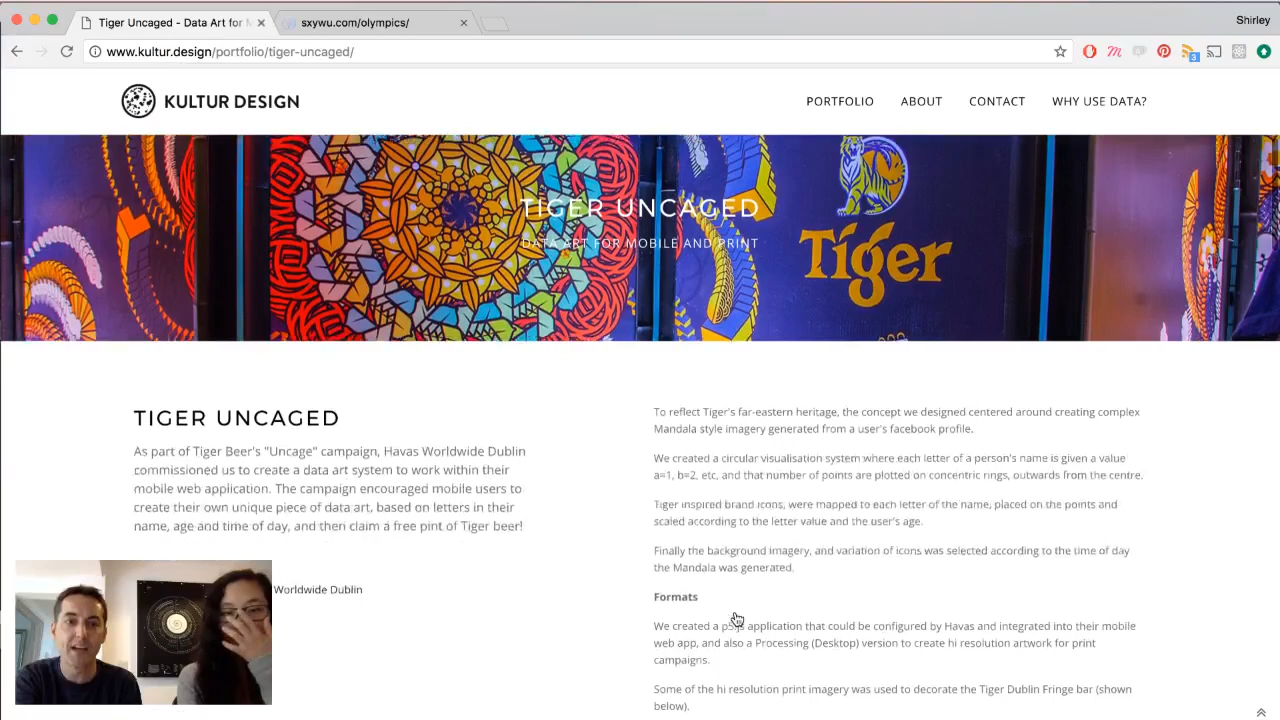 Tiger Uncaged - Data Art for M
sxywu.com/olympics/
Shirley
www.kultur.design/portfolio/tiger-uncaged/
3
KULTUR DESIGN
PORTFOLIO
ABOUT
CONTACT
WHY USE DATA?
TIGER UNCAGED
DATA ART FOR MOBILE AND PRINT
Tiger
TIGER UNCAGED
As part of Tiger Beer's "Uncage" campaign, Havas Worldwide Dublin
commissioned us to create a data art system to work within their
mobile web application. The campaign encouraged mobile users to
create their own unique piece of data art, based on letters in their
name, age and time of day, and then claim a free pint of Tiger beer!
Worldwide Dublin
To reflect Tiger's far-eastern heritage, the concept we designed centered around creating complex
Mandala style imagery generated from a user's facebook profile.
We created a circular visualisation system where each letter of a person's name is given a value
a=1, b=2, etc, and that number of points are plotted on concentric rings, outwards from the centre.
Tiger inspired brand icons, were mapped to each letter of the name, placed on the points and
scaled according to the letter value and the user's age.
Finally the background imagery, and variation of icons was selected according to the time of day
the Mandala was generated.
Formats
We created a p5.js application that could be configured by Havas and integrated into their mobile
web app, and also a Processing (Desktop) version to create hi resolution artwork for print
campaigns.
Some of the hi resolution print imagery was used to decorate the Tiger Dublin Fringe bar (shown
below).